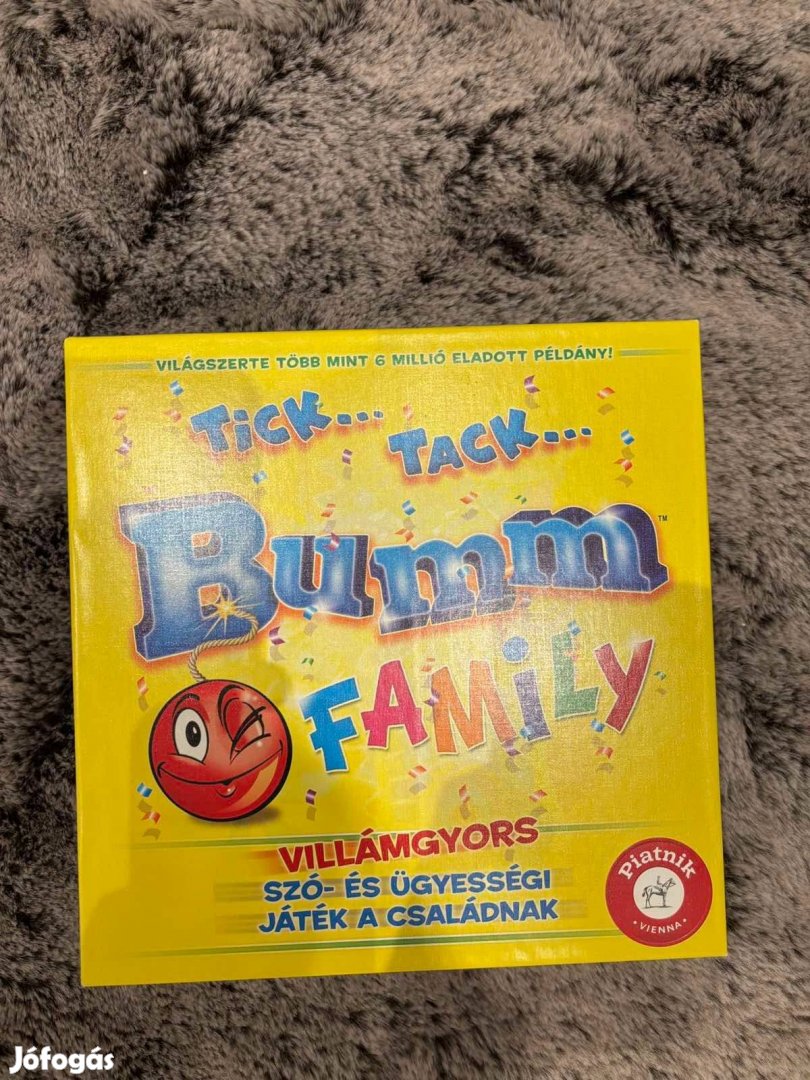 VILÁGSZERTE TÖBB MINT 6 MILLIÓ ELADOTT PÉLDÁNY!
TiCK...
TACK...
Bumm™
FAMiLY
VILLÁMGYORS
SZÓ- ÉS ÜGYESSÉGI
JÁTÉK A CSALÁDNAK
Piatnik
• VIENNA •
Jófogás